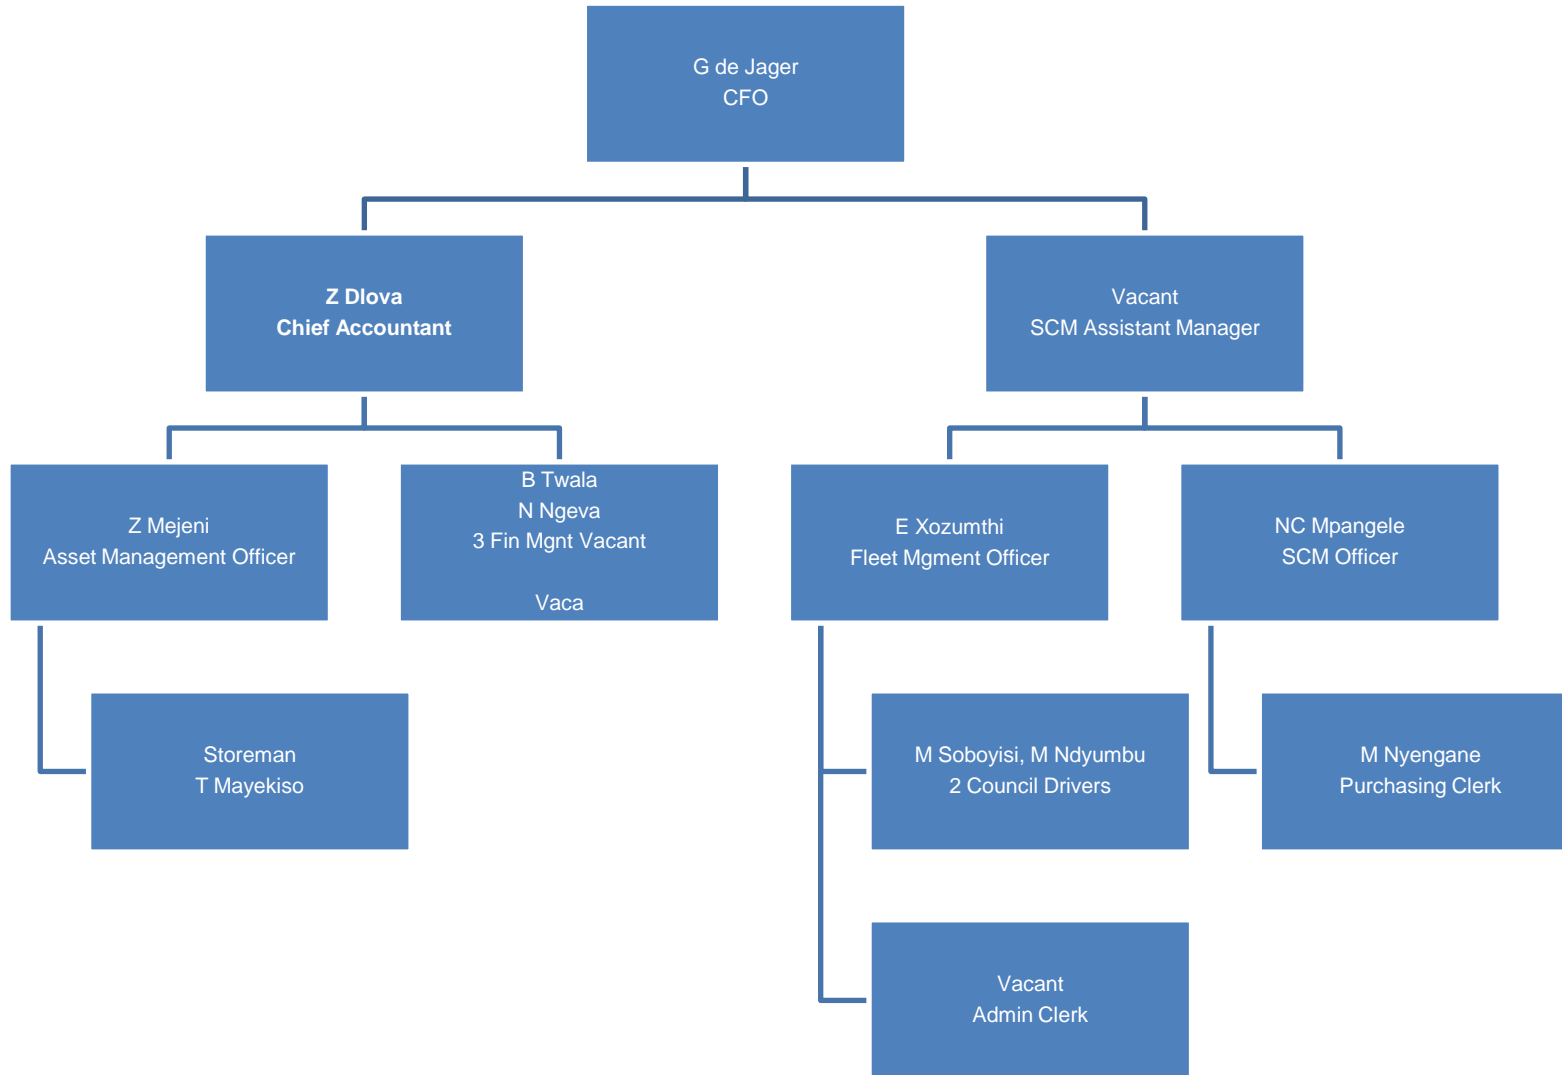 G de Jager
CFO
Z Dlova
Chief Accountant
Vacant
SCM Assistant Manager
Z Mejeni
Asset Management Officer
B Twala
N Ngeva
3 Fin Mgnt Vacant
Vaca
E Xozumthi
Fleet Mgment Officer
NC Mpangele
SCM Officer
Storeman
T Mayekiso
M Soboyisi, M Ndyumbu
2 Council Drivers
M Nyengane
Purchasing Clerk
Vacant
Admin Clerk